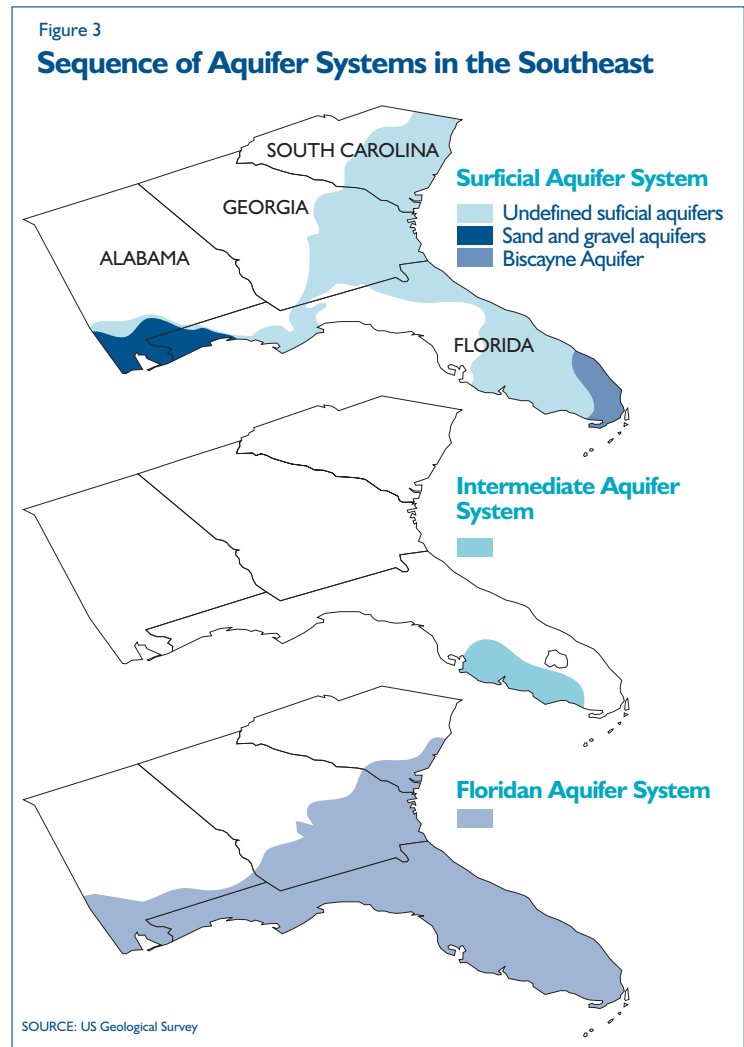 Figure 3
Sequence of Aquifer Systems in the Southeast
SOUTH CAROLINA
GEORGIA
ALABAMA
FLORIDA
Surficial Aquifer System
Undefined suficial aquifers
Sand and gravel aquifers
Biscayne Aquifer
Intermediate Aquifer
System
Floridan Aquifer System
SOURCE: US Geological Survey